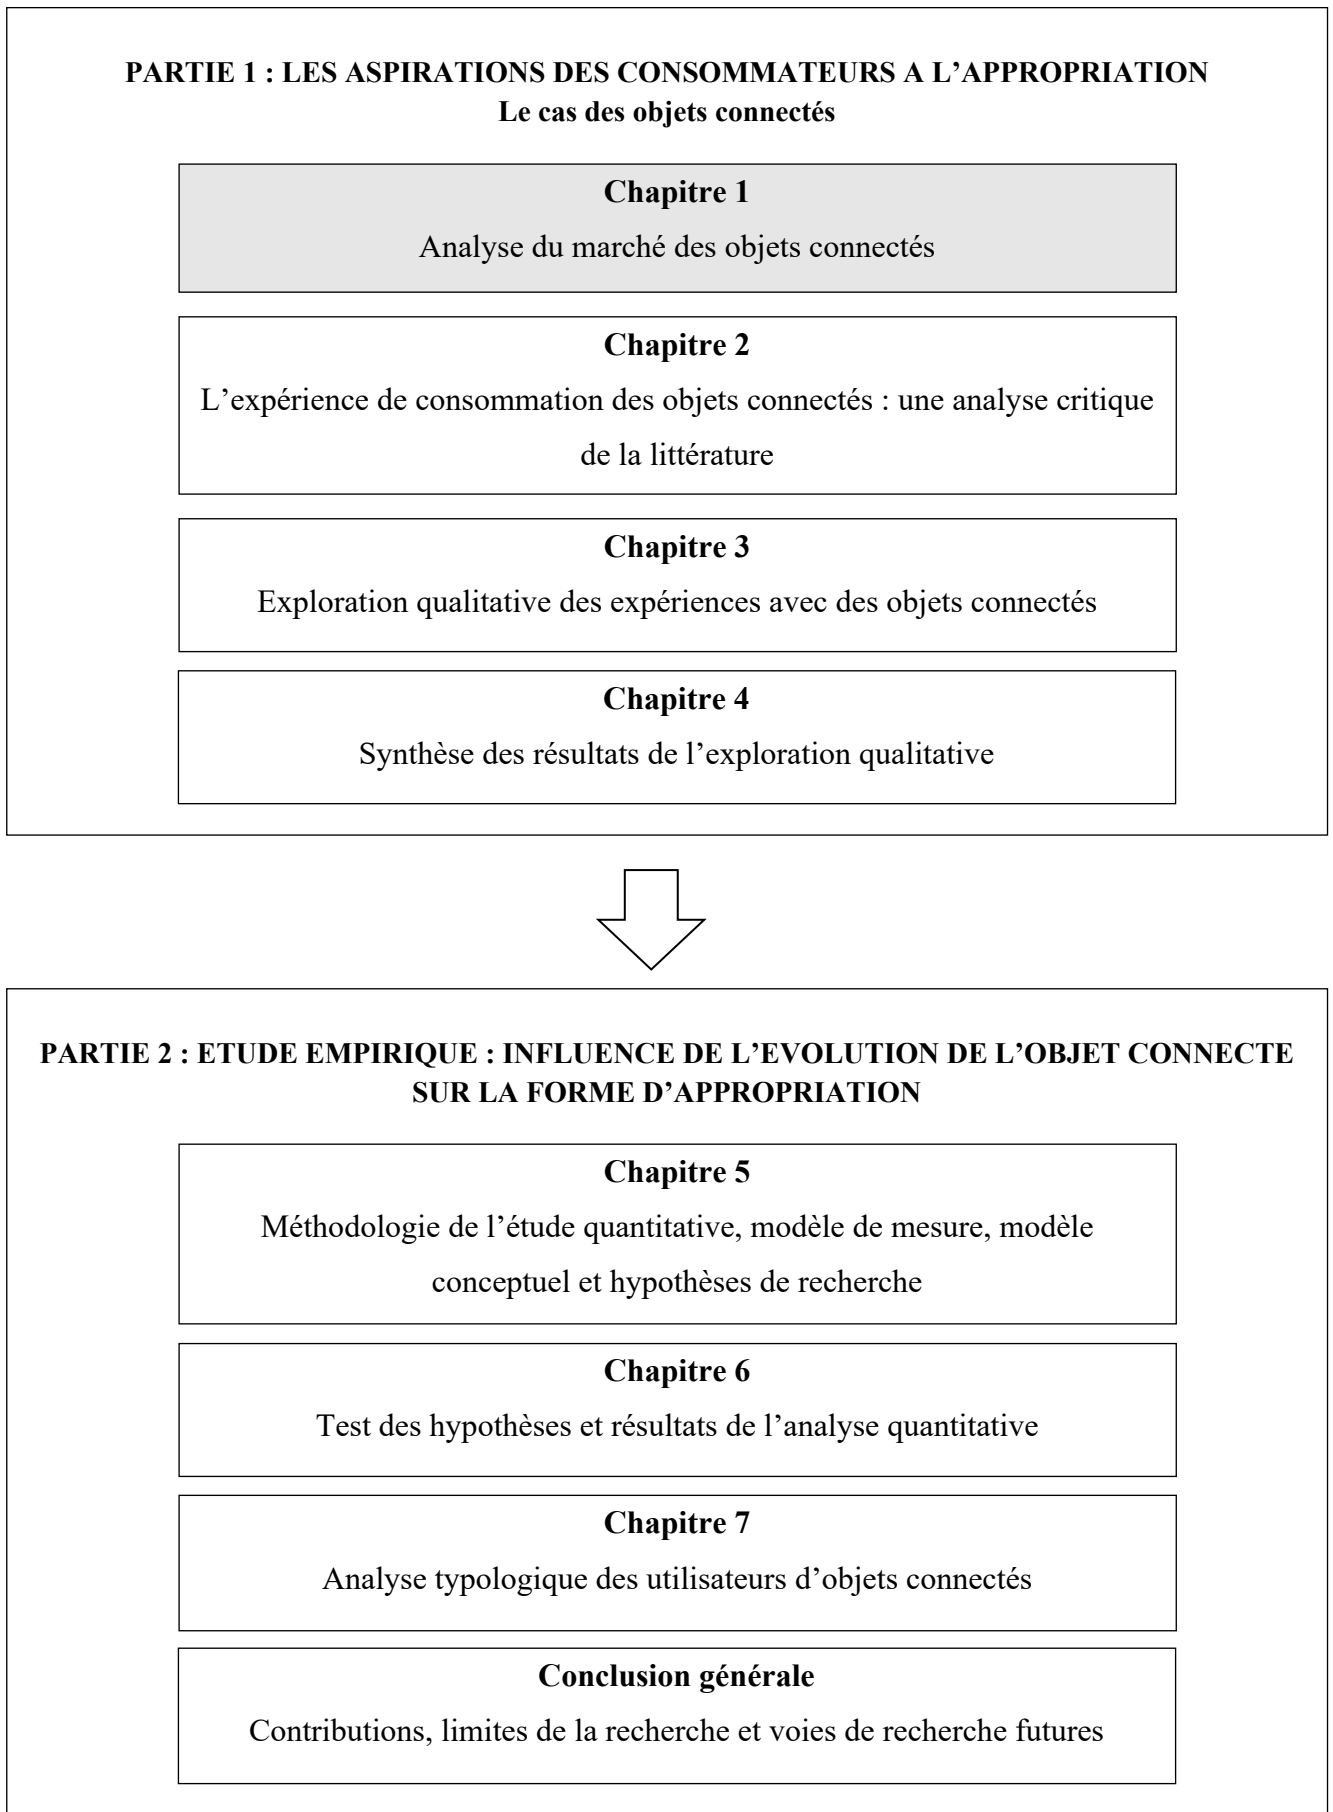 PARTIE 1 : LES ASPIRATIONS DES CONSOMMATEURS A L’APPROPRIATION
Le cas des objets connectés
Chapitre 1
Analyse du marché des objets connectés
Chapitre 2
L’expérience de consommation des objets connectés : une analyse critique
de la littérature
Chapitre 3
Exploration qualitative des expériences avec des objets connectés
Chapitre 4
Synthèse des résultats de l’exploration qualitative
PARTIE 2 : ETUDE EMPIRIQUE : INFLUENCE DE L’EVOLUTION DE L’OBJET CONNECTE
SUR LA FORME D’APPROPRIATION
Chapitre 5
Méthodologie de l’étude quantitative, modèle de mesure, modèle
conceptuel et hypothèses de recherche
Chapitre 6
Test des hypothèses et résultats de l’analyse quantitative
Chapitre 7
Analyse typologique des utilisateurs d’objets connectés
Conclusion générale
Contributions, limites de la recherche et voies de recherche futures